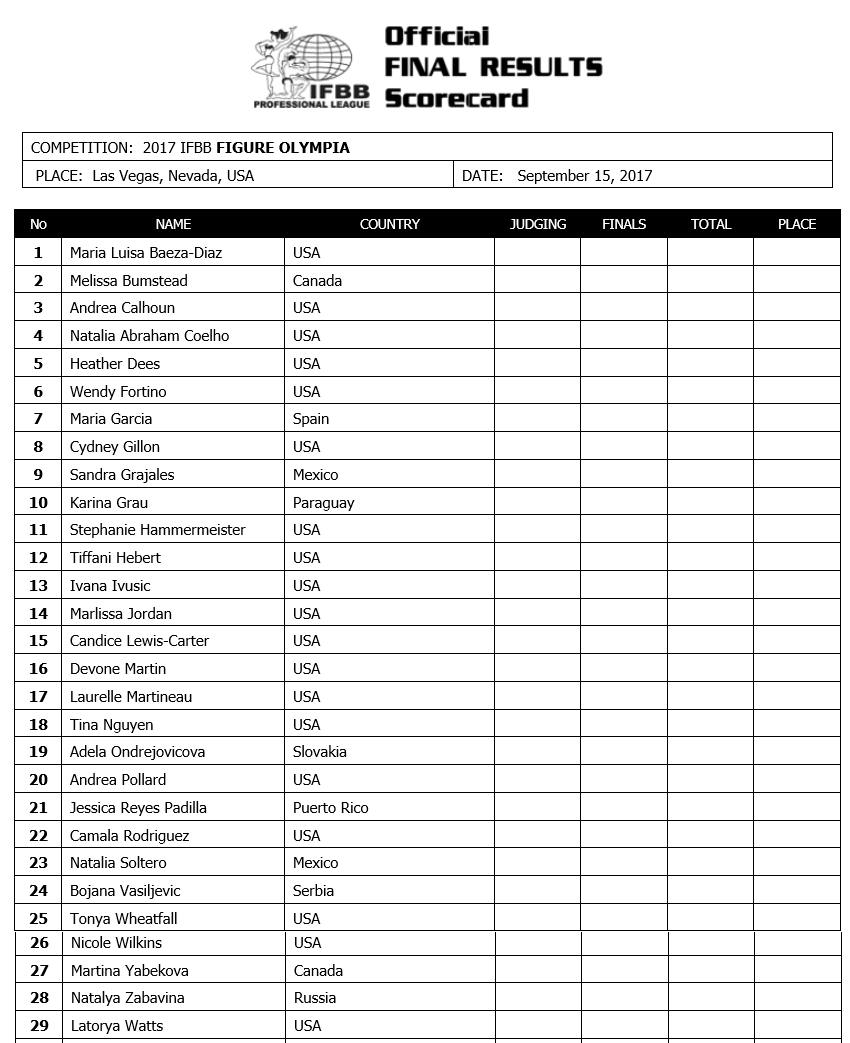 Official
FINAL RESULTS
Scorecard
IFBB
PROFESSIONAL LEAGUE
COMPETITION: 2017 IFBB FIGURE OLYMPIA
PLACE: Las Vegas, Nevada, USA DATE: September 15, 2017
No NAME COUNTRY JUDGING FINALS TOTAL PLACE
1 Maria Luisa Baeza-Diaz USA
2 Melissa Bumstead Canada
3 Andrea Calhoun USA
4 Natalia Abraham Coelho USA
5 Heather Dees USA
6 Wendy Fortino USA
7 Maria Garcia Spain
8 Cydney Gillon USA
9 Sandra Grajales Mexico
10 Karina Grau Paraguay
11 Stephanie Hammermeister USA
12 Tiffani Hebert USA
13 Ivana Ivusic USA
14 Marlissa Jordan USA
15 Candice Lewis-Carter USA
16 Devone Martin USA
17 Laurelle Martineau USA
18 Tina Nguyen USA
19 Adela Ondrejovicova Slovakia
20 Andrea Pollard USA
21 Jessica Reyes Padilla Puerto Rico
22 Camala Rodriguez USA
23 Natalia Soltero Mexico
24 Bojana Vasiljevic Serbia
25 Tonya Wheatfall USA
26 Nicole Wilkins USA
27 Martina Yabekova Canada
28 Natalya Zabavina Russia
29 Latorya Watts USA